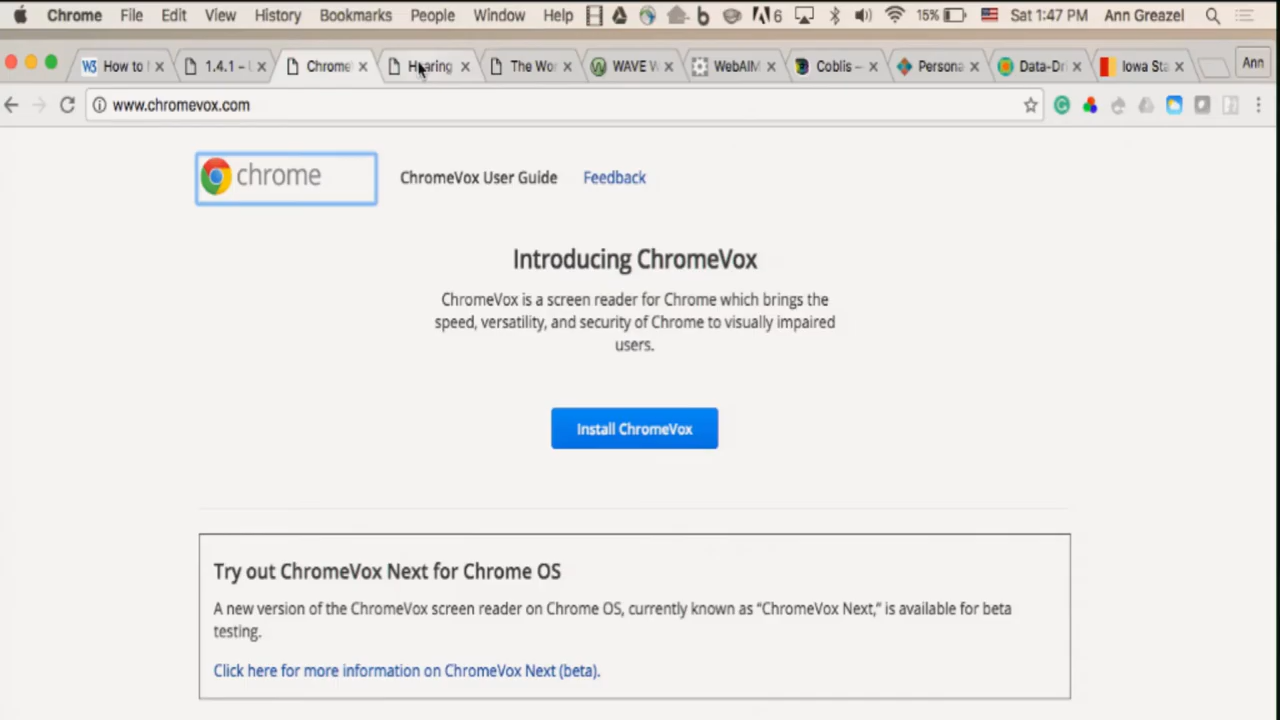 Chrome File Edit View History Bookmarks People Window Help 6 15% Sat 1:47 PM Ann Greazel
W3 How to 1.4.1 – Chrome Hearing The Wo WAVE W WebAIM Coblis – Persona Data-Dri Iowa Sta Ann
www.chromevox.com
chrome ChromeVox User Guide Feedback
Introducing ChromeVox
ChromeVox is a screen reader for Chrome which brings the
speed, versatility, and security of Chrome to visually impaired
users.
Install ChromeVox
Try out ChromeVox Next for Chrome OS
A new version of the ChromeVox screen reader on Chrome OS, currently known as “ChromeVox Next,” is available for beta
testing.
Click here for more information on ChromeVox Next (beta).